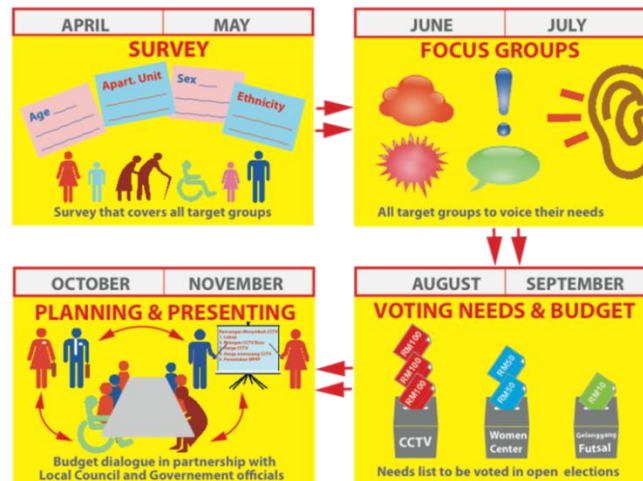 APRIL MAY
SURVEY
Age ____
Apart. Unit
Sex ____
Ethnicity
Survey that covers all target groups
JUNE JULY
FOCUS GROUPS
All target groups to voice their needs
AUGUST SEPTEMBER
VOTING NEEDS & BUDGET
RM100
RM100
RM100
RM50
RM50
RM10
CCTV
Women
Center
Gelanggang
Futsal
Needs list to be voted in open elections
OCTOBER NOVEMBER
PLANNING & PRESENTING
Budget dialogue in partnership with
Local Council and Governement officials